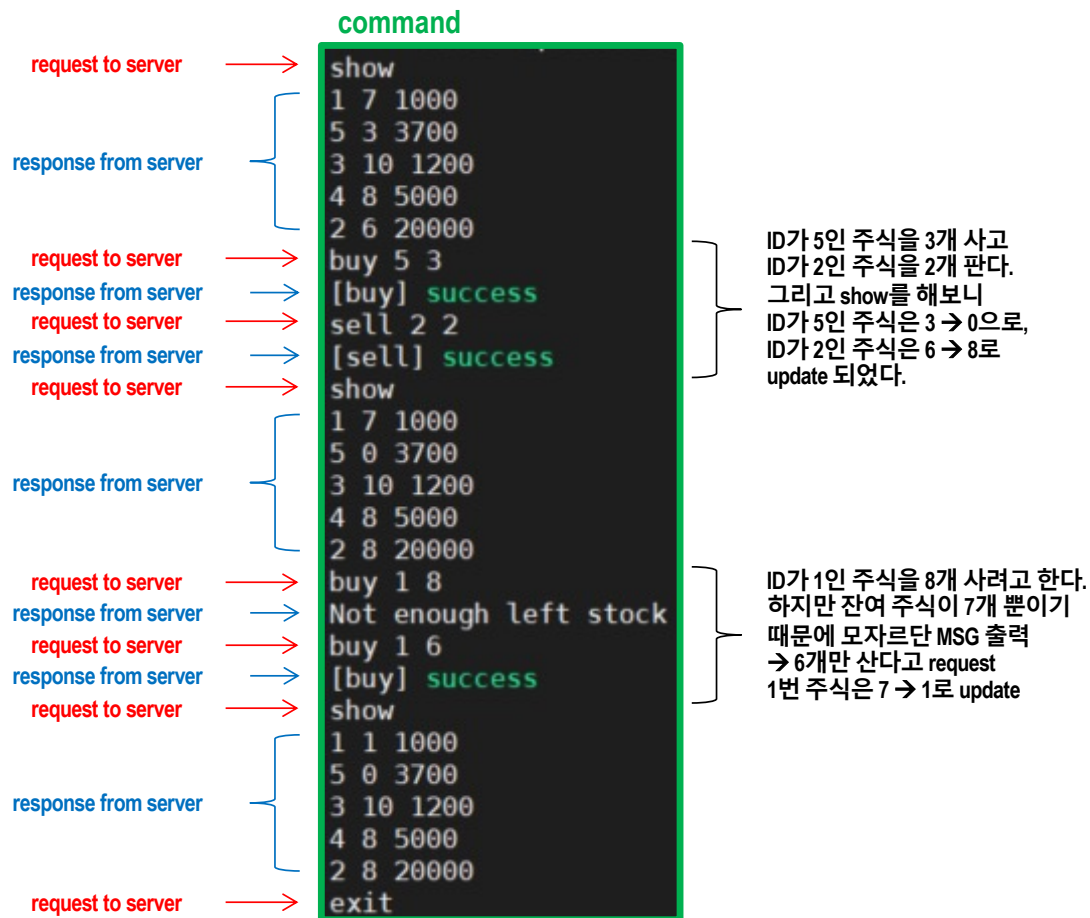 command
request to server
show
response from server
1 7 1000
5 3 3700
3 10 1200
4 8 5000
2 6 20000
request to server
buy 5 3
response from server
[buy] success
request to server
sell 2 2
response from server
[sell] success
ID가 5인 주식을 3개 사고
ID가 2인 주식을 2개 판다.
그리고 show를 해보니
ID가 5인 주식은 3 → 0으로,
ID가 2인 주식은 6 → 8로
update 되었다.
request to server
show
response from server
1 7 1000
5 0 3700
3 10 1200
4 8 5000
2 8 20000
request to server
buy 1 8
response from server
Not enough left stock
request to server
buy 1 6
response from server
[buy] success
ID가 1인 주식을 8개 사려고 한다.
하지만 잔여 주식이 7개 뿐이기
때문에 모자르단 MSG 출력
→ 6개만 산다고 request
1번 주식은 7 → 1로 update
request to server
show
response from server
1 1 1000
5 0 3700
3 10 1200
4 8 5000
2 8 20000
request to server
exit